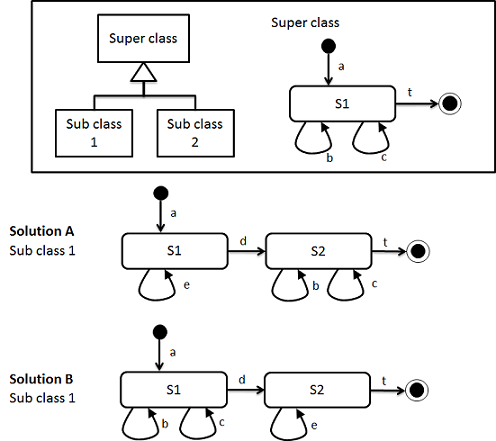 Super class
Super class
a
S1
t
Sub class
1
Sub class
2
b
c
a
Solution A
Sub class 1
S1
d
S2
t
e
b
c
a
Solution B
Sub class 1
S1
d
S2
t
b
c
e